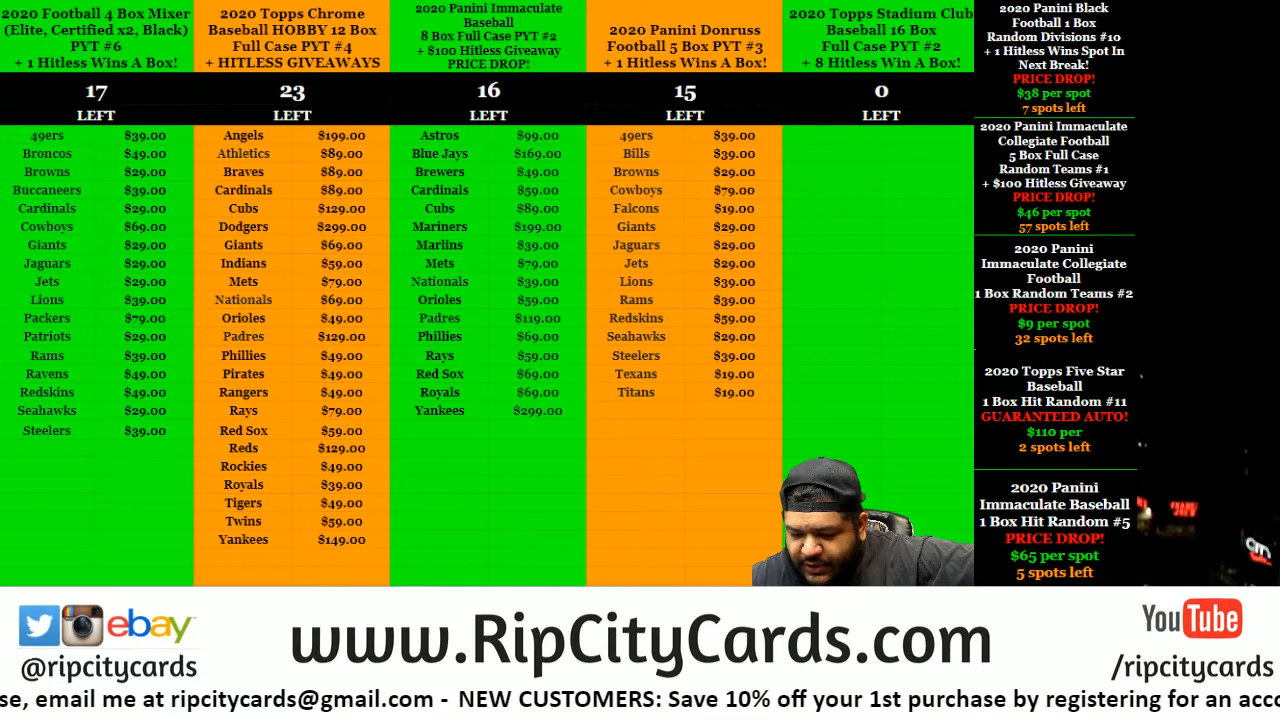 2020 Football 4 Box Mixer
(Elite, Certified x2, Black)
PYT #6
+ 1 Hitless Wins A Box!
17
LEFT
49ers $39.00
Broncos $49.00
Browns $29.00
Buccaneers $39.00
Cardinals $29.00
Cowboys $69.00
Giants $29.00
Jaguars $29.00
Jets $29.00
Lions $39.00
Packers $79.00
Patriots $29.00
Rams $39.00
Ravens $49.00
Redskins $49.00
Seahawks $29.00
Steelers $39.00
2020 Topps Chrome
Baseball HOBBY 12 Box
Full Case PYT #4
+ HITLESS GIVEAWAYS
23
LEFT
Angels $199.00
Athletics $89.00
Braves $89.00
Cardinals $89.00
Cubs $129.00
Dodgers $299.00
Giants $69.00
Indians $59.00
Mets $79.00
Nationals $69.00
Orioles $49.00
Padres $129.00
Phillies $49.00
Pirates $49.00
Rangers $49.00
Rays $79.00
Red Sox $59.00
Reds $129.00
Rockies $49.00
Royals $39.00
Tigers $49.00
Twins $59.00
Yankees $149.00
2020 Panini Immaculate
Baseball
8 Box Full Case PYT #2
+ $100 Hitless Giveaway
PRICE DROP!
16
LEFT
Astros $99.00
Blue Jays $169.00
Brewers $49.00
Cardinals $59.00
Cubs $89.00
Mariners $199.00
Marlins $39.00
Mets $79.00
Nationals $39.00
Orioles $59.00
Padres $119.00
Phillies $69.00
Rays $59.00
Red Sox $69.00
Royals $69.00
Yankees $299.00
2020 Panini Donruss
Football 5 Box PYT #3
+ 1 Hitless Wins A Box!
15
LEFT
49ers $39.00
Bills $39.00
Browns $29.00
Cowboys $79.00
Falcons $19.00
Giants $29.00
Jaguars $29.00
Jets $29.00
Lions $39.00
Rams $39.00
Redskins $59.00
Seahawks $29.00
Steelers $39.00
Texans $19.00
Titans $19.00
2020 Topps Stadium Club
Baseball 16 Box
Full Case PYT #2
+ 8 Hitless Win A Box!
0
LEFT
2020 Panini Black
Football 1 Box
Random Divisions #10
+ 1 Hitless Wins Spot In
Next Break!
PRICE DROP!
$38 per spot
7 spots left
2020 Panini Immaculate
Collegiate Football
5 Box Full Case
Random Teams #1
+ $100 Hitless Giveaway
PRICE DROP!
$46 per spot
57 spots left
2020 Panini
Immaculate Collegiate
Football
1 Box Random Teams #2
PRICE DROP!
$9 per spot
32 spots left
2020 Topps Five Star
Baseball
1 Box Hit Random #11
GUARANTEED AUTO!
$110 per
2 spots left
2020 Panini
Immaculate Baseball
1 Box Hit Random #5
PRICE DROP!
$65 per spot
5 spots left
ebay
@ripcitycards
www.RipCityCards.com
YouTube
/ripcitycards
se, email me at ripcitycards@gmail.com - NEW CUSTOMERS: Save 10% off your 1st purchase by registering for an acco